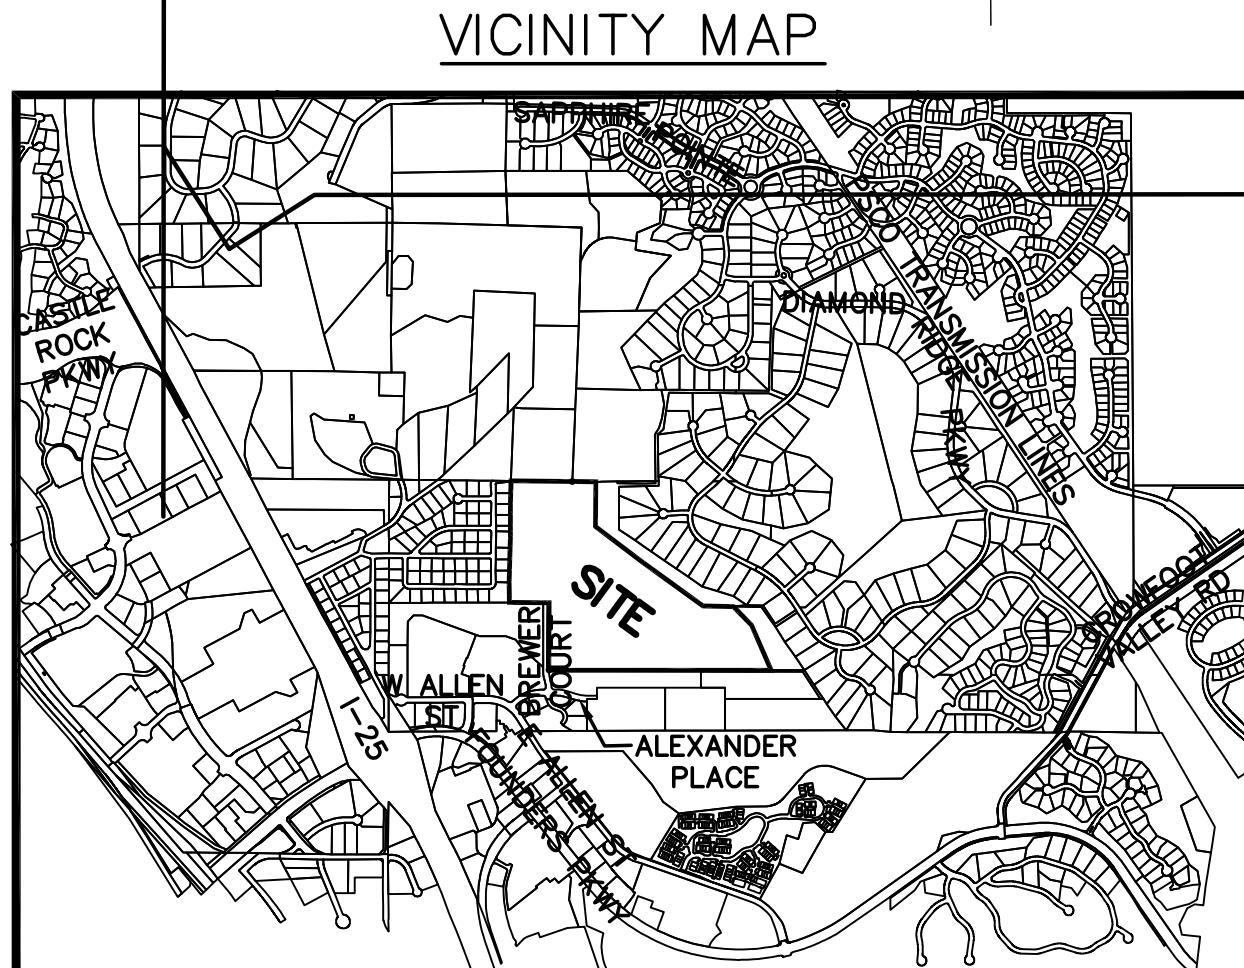 VICINITY MAP
SAPPHIRE POINTE
PSCO TRANSMISSION LINES
DIAMOND RIDGE PKWY
CASTLE
ROCK
PKWY
CROWFOOT
VALLEY RD
SITE
BREWER
COURT
W. ALLEN
ST
I-25
ALEXANDER
PLACE
E ALLEN ST
FOUNDERS PKWY